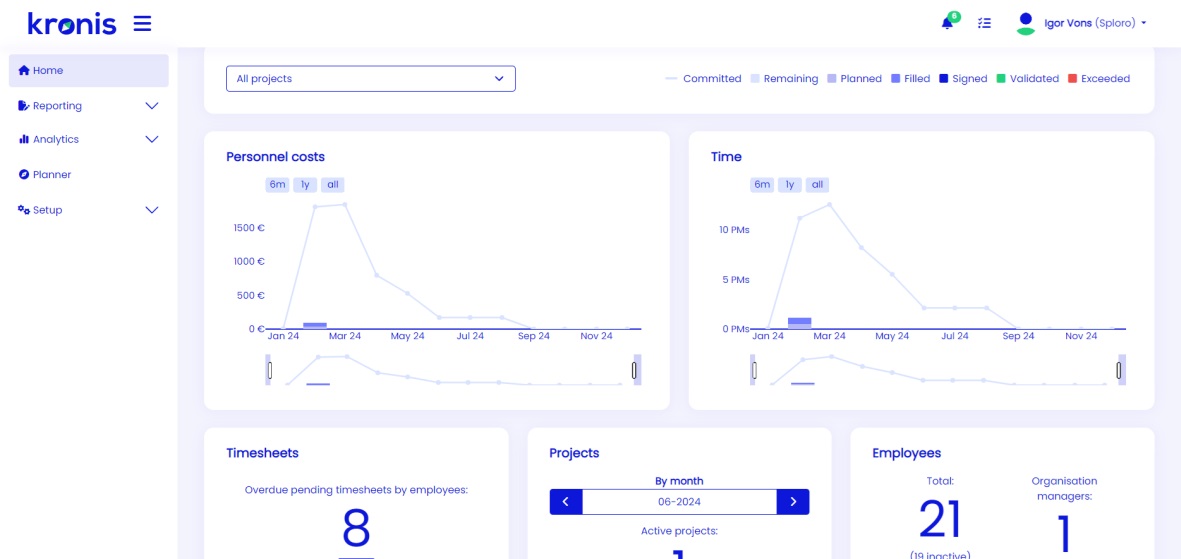 kronis
6
Igor Vons (Sploro)
Home
Reporting
Analytics
Planner
Setup
All projects
Committed Remaining Planned Filled Signed Validated Exceeded
Personnel costs
6m 1y all
1500 €
1000 €
500 €
0 €
Jan 24 Mar 24 May 24 Jul 24 Sep 24 Nov 24
Time
6m 1y all
10 PMs
5 PMs
0 PMs
Jan 24 Mar 24 May 24 Jul 24 Sep 24 Nov 24
Timesheets
Overdue pending timesheets by employees:
8
Projects
By month
06-2024
Active projects:
1
Employees
Total:
21
(19 inactive)
Organisation
managers:
1